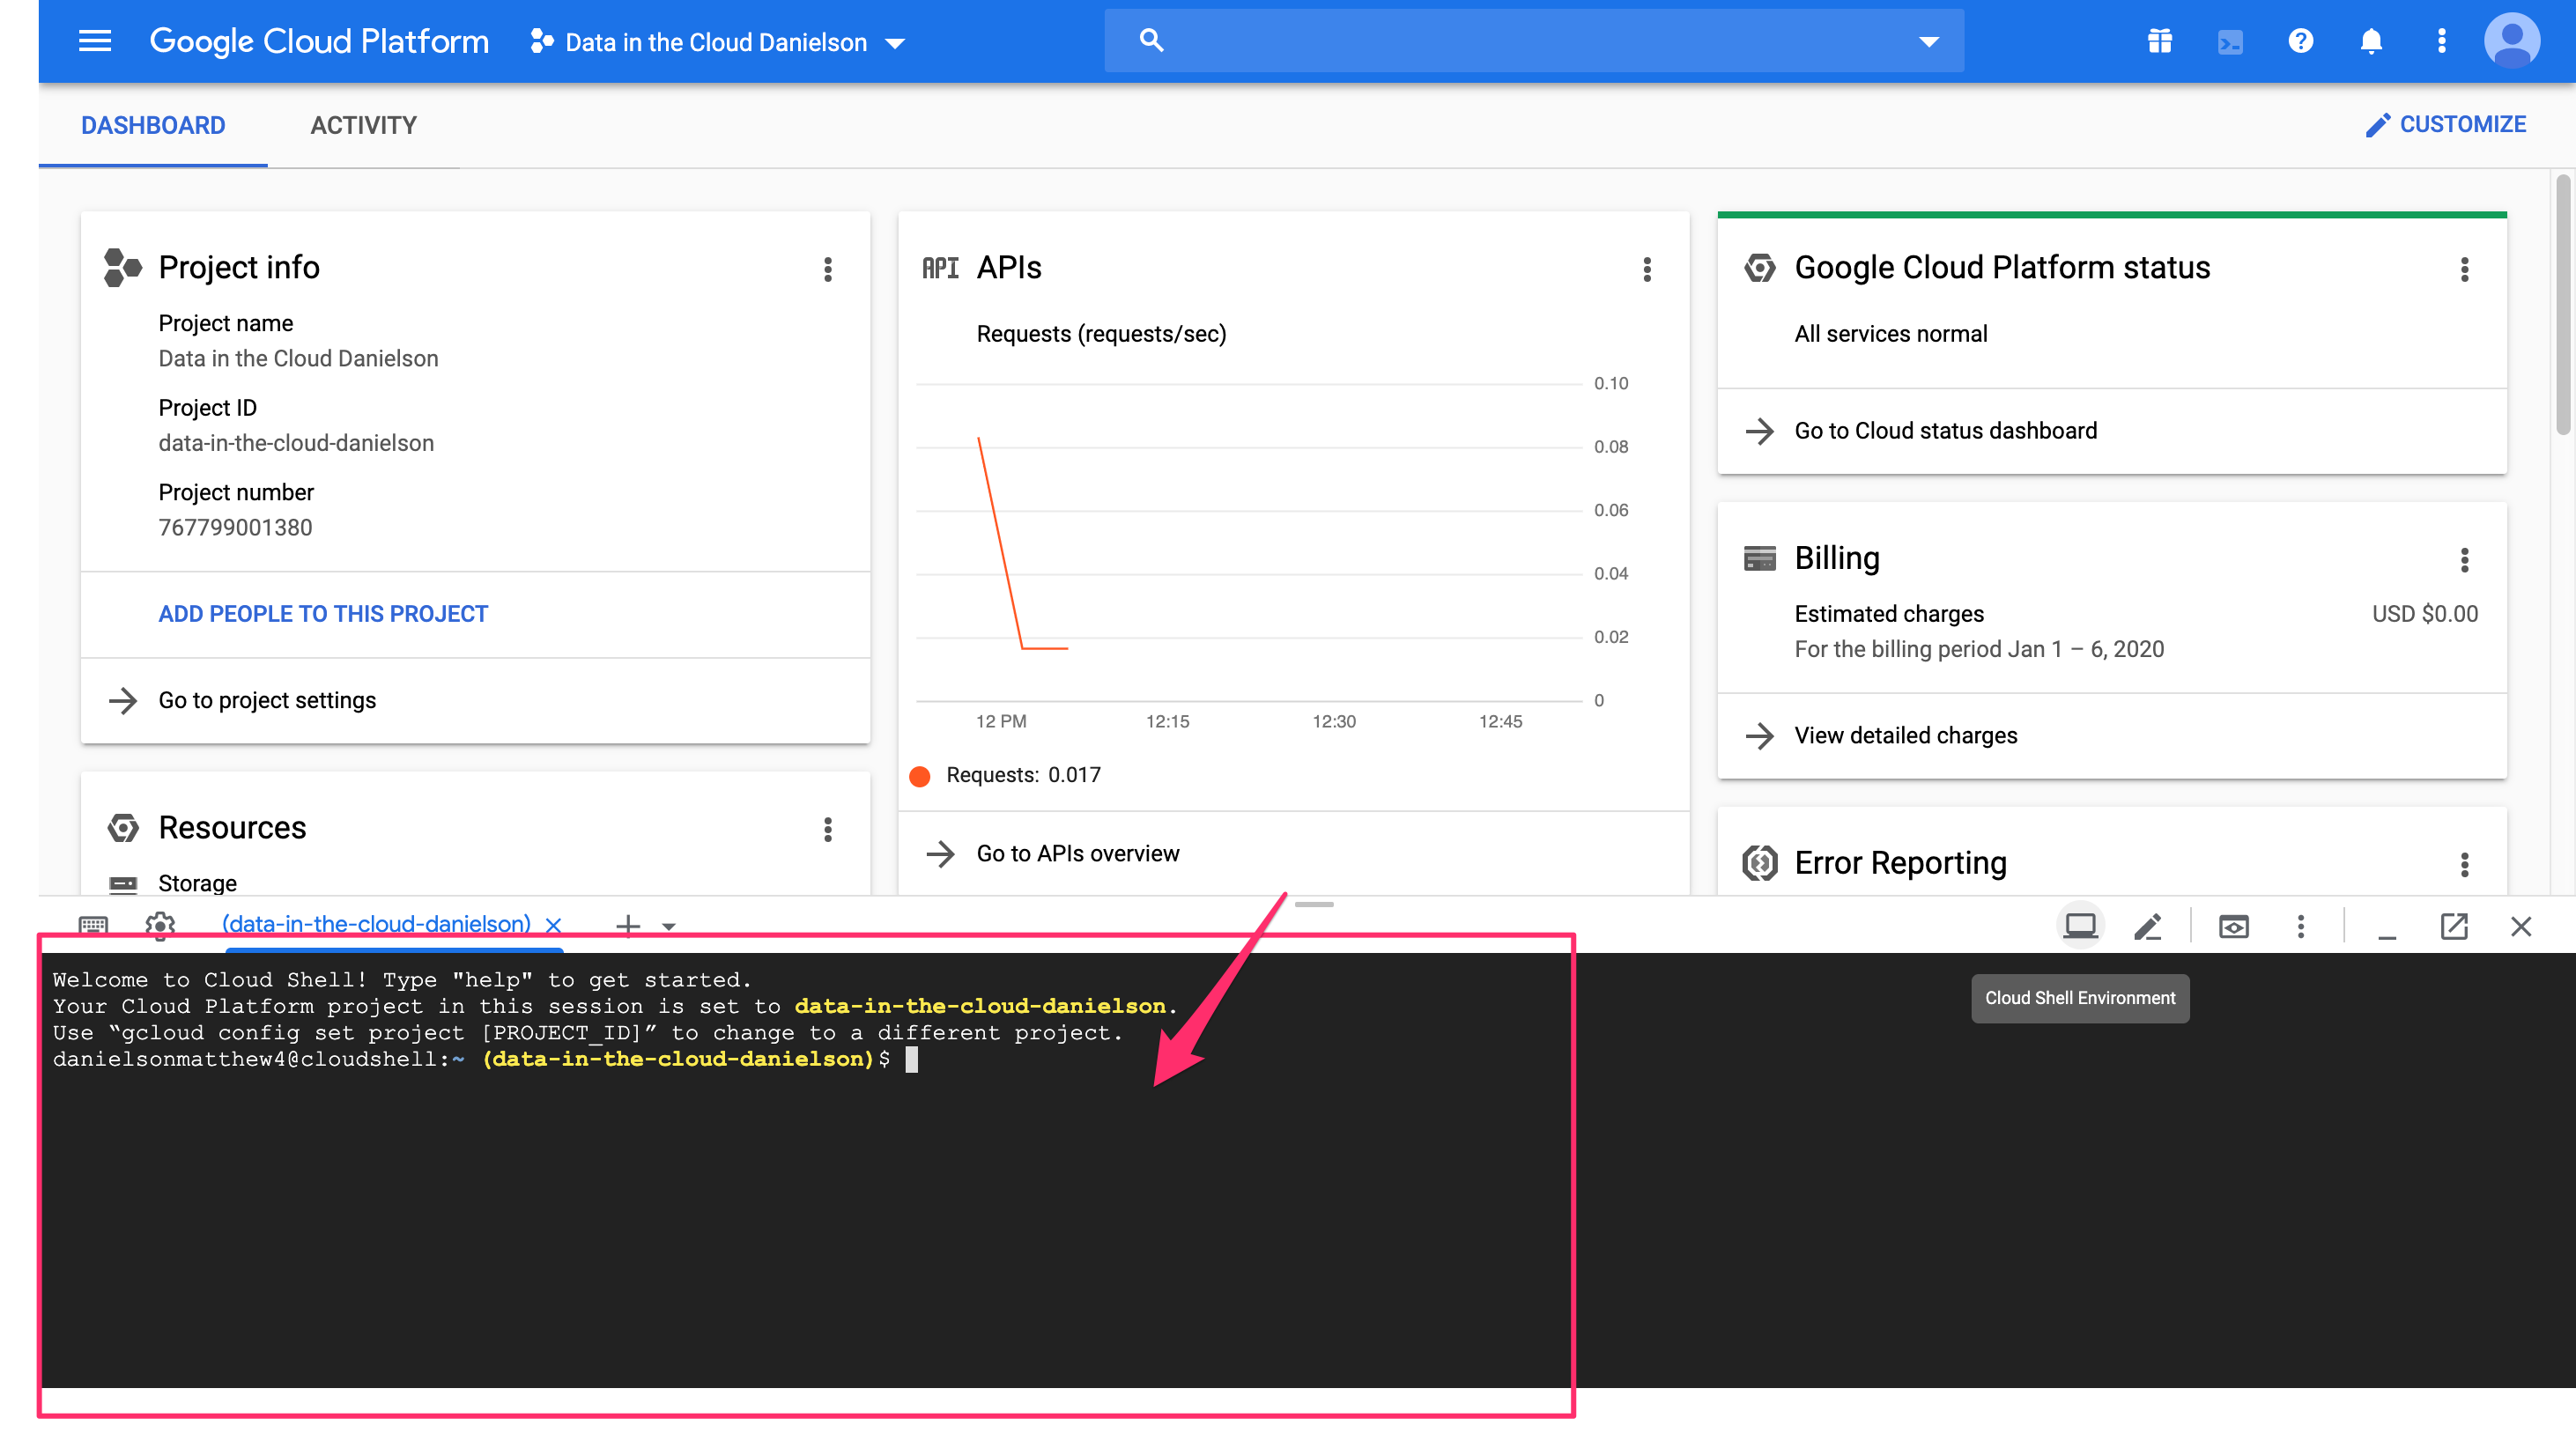 Google Cloud Platform
Data in the Cloud Danielson
DASHBOARD
ACTIVITY
CUSTOMIZE
Project info
Project name
Data in the Cloud Danielson
Project ID
data-in-the-cloud-danielson
Project number
767799001380
ADD PEOPLE TO THIS PROJECT
Go to project settings
Resources
Storage
API APIs
Requests (requests/sec)
0.10
0.08
0.06
0.04
0.02
0
12 PM 12:15 12:30 12:45
Requests: 0.017
Go to APIs overview
Google Cloud Platform status
All services normal
Go to Cloud status dashboard
Billing
Estimated charges USD $0.00
For the billing period Jan 1 – 6, 2020
View detailed charges
Error Reporting
(data-in-the-cloud-danielson)
Welcome to Cloud Shell! Type "help" to get started.
Your Cloud Platform project in this session is set to data-in-the-cloud-danielson.
Use “gcloud config set project [PROJECT_ID]” to change to a different project.
danielsonmatthew4@cloudshell:~ (data-in-the-cloud-danielson)$
Cloud Shell Environment